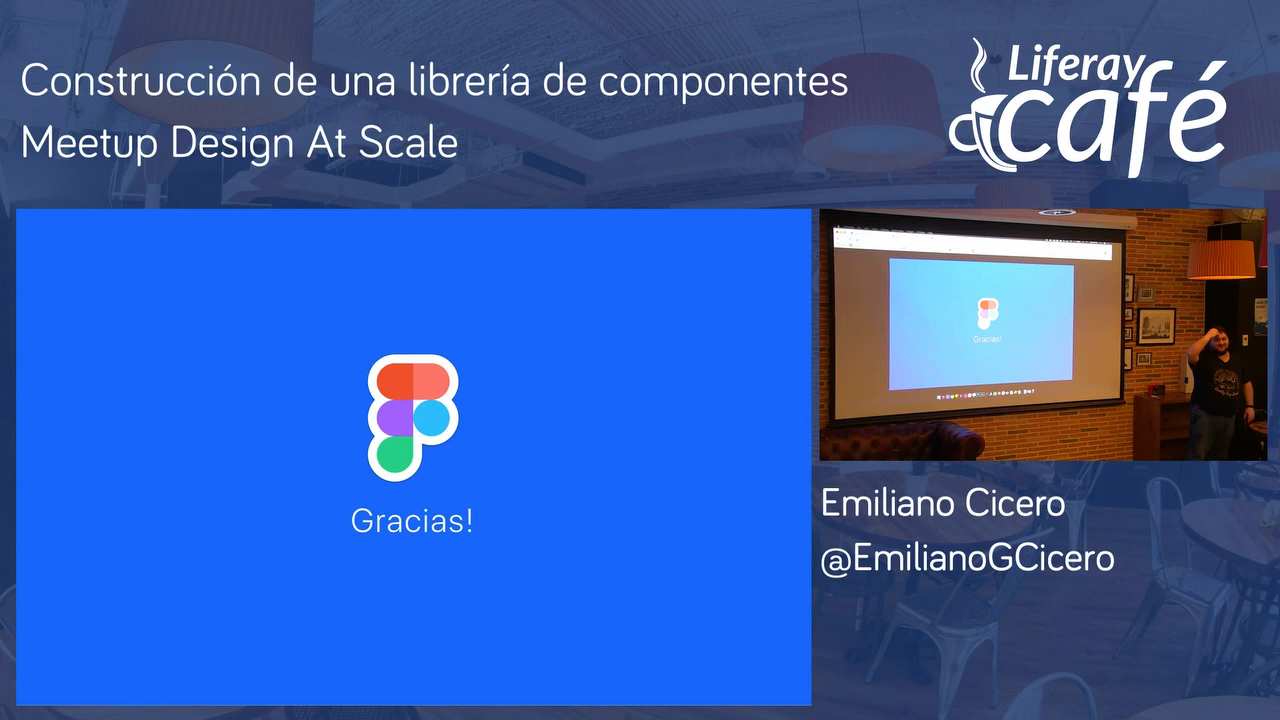 Construcción de una librería de componentes
Meetup Design At Scale
Liferay
café
Gracias!
Gracias!
Emiliano Cicero
@EmilianoGCicero